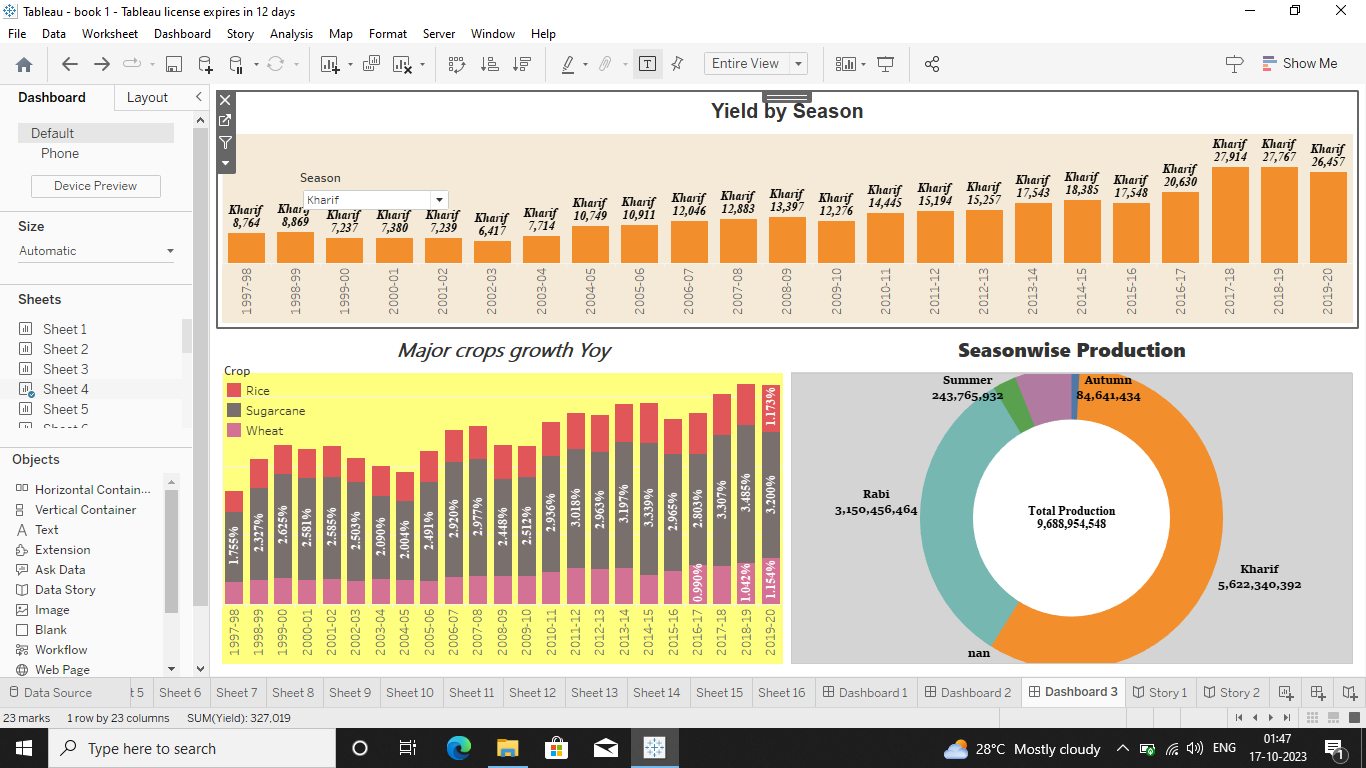 Tableau - book 1 - Tableau license expires in 12 days
File Data Worksheet Dashboard Story Analysis Map Format Server Window Help
Entire View
Show Me
Dashboard Layout
Default
Phone
Device Preview
Size
Automatic
Sheets
Sheet 1
Sheet 2
Sheet 3
Sheet 4
Sheet 5
Objects
Horizontal Contain...
Vertical Container
Text
Extension
Ask Data
Data Story
Image
Blank
Workflow
Web Page
Yield by Season
Season
Kharif
Kharif Kharif Kharif Kharif Kharif Kharif Kharif Kharif Kharif Kharif Kharif Kharif Kharif Kharif Kharif Kharif Kharif Kharif Kharif Kharif
8,764 8,869 7,237 7,380 7,239 6,417 7,714 10,749 10,911 12,046 12,883 13,397 12,276 14,445 15,194 15,257 17,543 18,385 17,548 20,630 27,914 27,767 26,457
1997-98 1998-99 1999-00 2000-01 2001-02 2002-03 2003-04 2004-05 2005-06 2006-07 2007-08 2008-09 2009-10 2010-11 2011-12 2012-13 2013-14 2014-15 2015-16 2016-17 2017-18 2018-19 2019-20
Major crops growth Yoy
Crop
Rice
Sugarcane
Wheat
1.173%
1.755% 2.327% 2.625% 2.581% 2.585% 2.503% 2.090% 2.004% 2.491% 2.920% 2.977% 2.448% 2.512% 2.936% 3.018% 2.963% 3.197% 3.339% 2.965% 2.803% 3.307% 3.485% 3.200%
0.990% 1.042% 1.154%
1997-98 1998-99 1999-00 2000-01 2001-02 2002-03 2003-04 2004-05 2005-06 2006-07 2007-08 2008-09 2009-10 2010-11 2011-12 2012-13 2013-14 2014-15 2015-16 2016-17 2017-18 2018-19 2019-20
Seasonwise Production
Summer
243,765,932
Autumn
84,641,434
Rabi
3,150,456,464
Total Production
9,688,954,548
Kharif
5,622,340,392
nan
Data Source t 5 Sheet 6 Sheet 7 Sheet 8 Sheet 9 Sheet 10 Sheet 11 Sheet 12 Sheet 13 Sheet 14 Sheet 15 Sheet 16 Dashboard 1 Dashboard 2 Dashboard 3 Story 1 Story 2
23 marks 1 row by 23 columns SUM(Yield): 327,019
Type here to search
28°C Mostly cloudy
ENG
01:47
17-10-2023
1